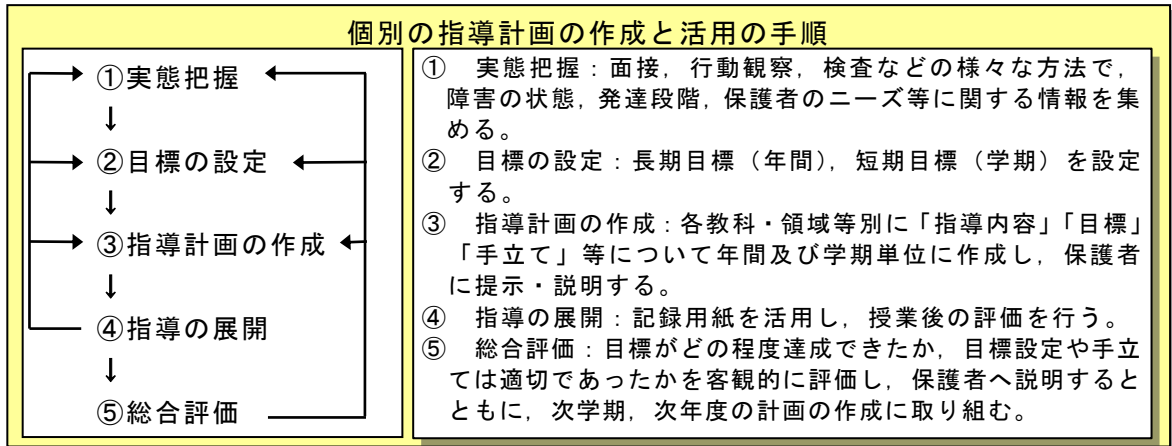 個別の指導計画の作成と活用の手順
①実態把握
↓
②目標の設定
↓
③指導計画の作成
↓
④指導の展開
↓
⑤総合評価
① 実態把握：面接，行動観察，検査などの様々な方法で，
障害の状態，発達段階，保護者のニーズ等に関する情報を集
める。
② 目標の設定：長期目標（年間），短期目標（学期）を設定
する。
③ 指導計画の作成：各教科・領域等別に「指導内容」「目標」
「手立て」等について年間及び学期単位に作成し，保護者
に提示・説明する。
④ 指導の展開：記録用紙を活用し，授業後の評価を行う。
⑤ 総合評価：目標がどの程度達成できたか，目標設定や手立
ては適切であったかを客観的に評価し，保護者へ説明すると
ともに，次学期，次年度の計画の作成に取り組む。